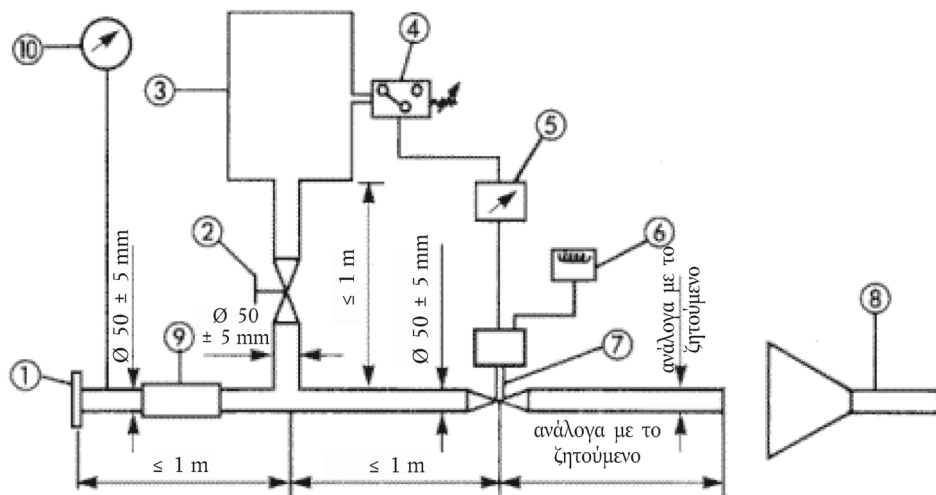 ⑩
④
③
⑤
②
⑥
Ø 50 ± 5 mm
≤ 1 m
Ø 50 ± 5 mm
ανάλογα με το
ζητούμενο
Ø 50
± 5 mm
⑧
⑨
⑦
①
ανάλογα με το
ζητούμενο
≤ 1 m
≤ 1 m